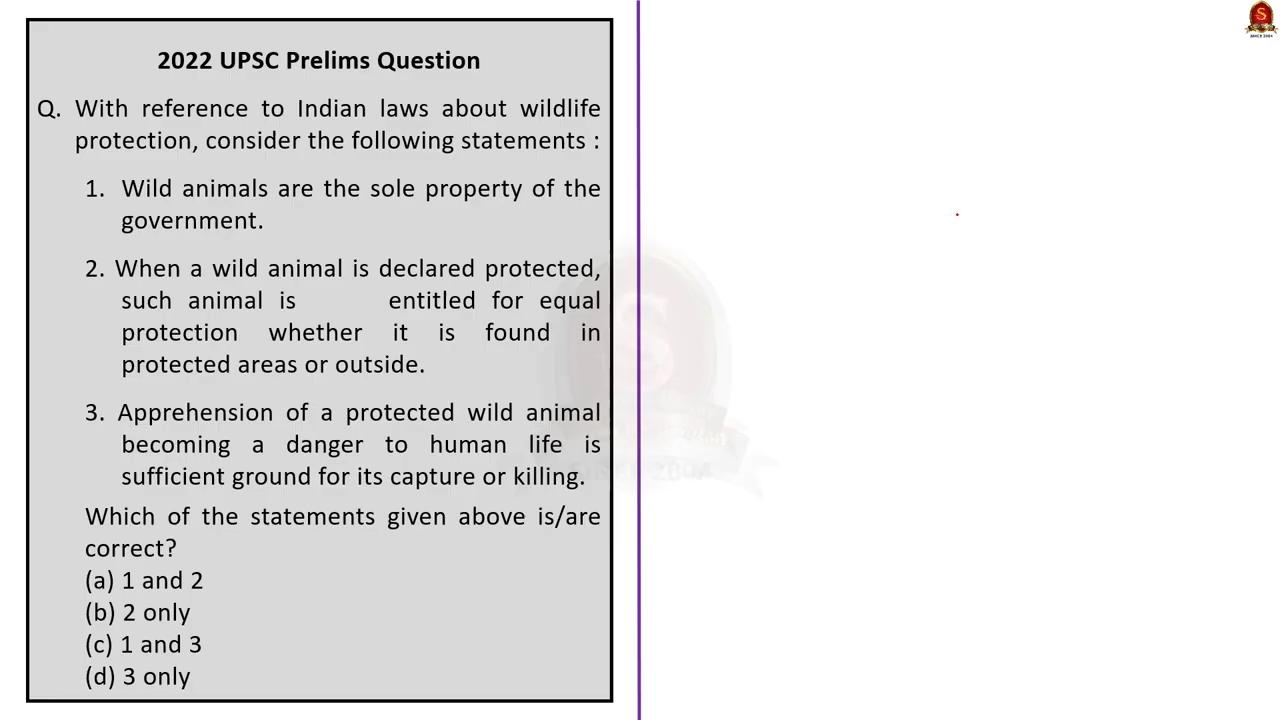 2022 UPSC Prelims Question
Q. With reference to Indian laws about wildlife
protection, consider the following statements :
1. Wild animals are the sole property of the
government.
2. When a wild animal is declared protected,
such animal is entitled for equal
protection whether it is found in
protected areas or outside.
3. Apprehension of a protected wild animal
becoming a danger to human life is
sufficient ground for its capture or killing.
Which of the statements given above is/are
correct?
(a) 1 and 2
(b) 2 only
(c) 1 and 3
(d) 3 only
S
SINCE 2004
S
SINCE 2004